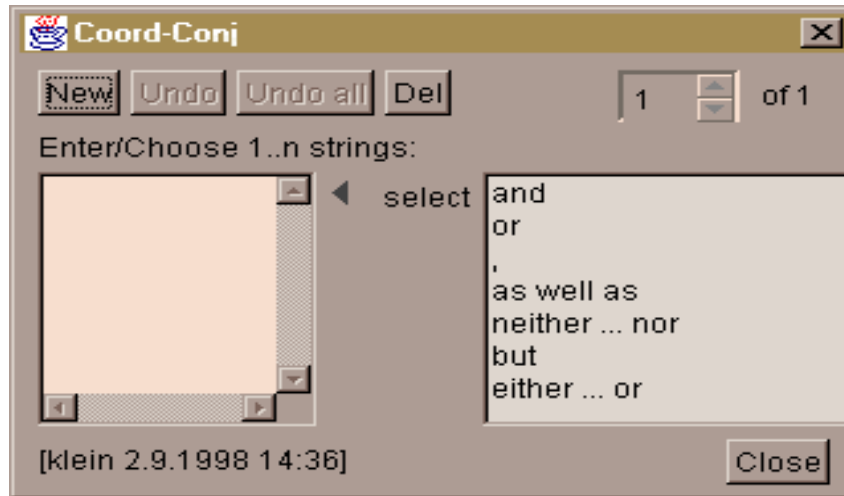 Coord-Conj
New Undo Undo all Del 1 of 1
Enter/Choose 1..n strings:
select
and
or
,
as well as
neither ... nor
but
either ... or
[klein 2.9.1998 14:36]
Close